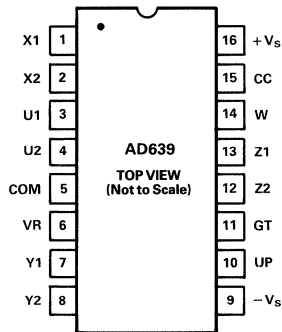 X1 1
X2 2
U1 3
U2 4
COM 5
VR 6
Y1 7
Y2 8
AD639
TOP VIEW
(Not to Scale)
16 +VS
15 CC
14 W
13 Z1
12 Z2
11 GT
10 UP
9 −VS